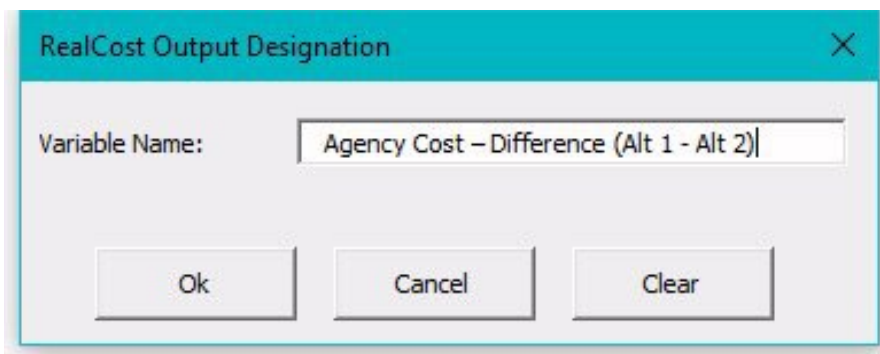 RealCost Output Designation
Variable Name: Agency Cost – Difference (Alt 1 - Alt 2)
Ok Cancel Clear